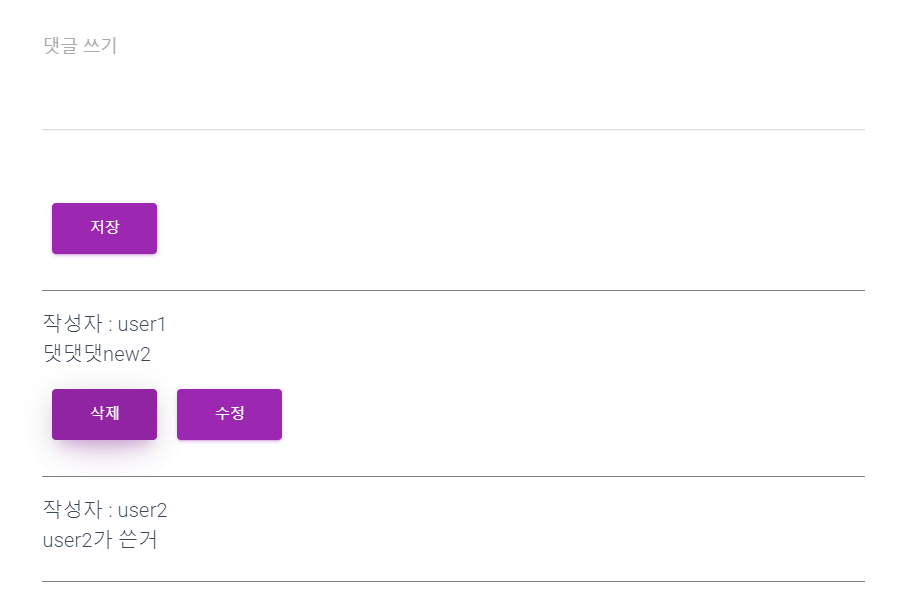 댓글 쓰기
저장
작성자 : user1
댓댓댓new2
삭제 수정
작성자 : user2
user2가 쓴거